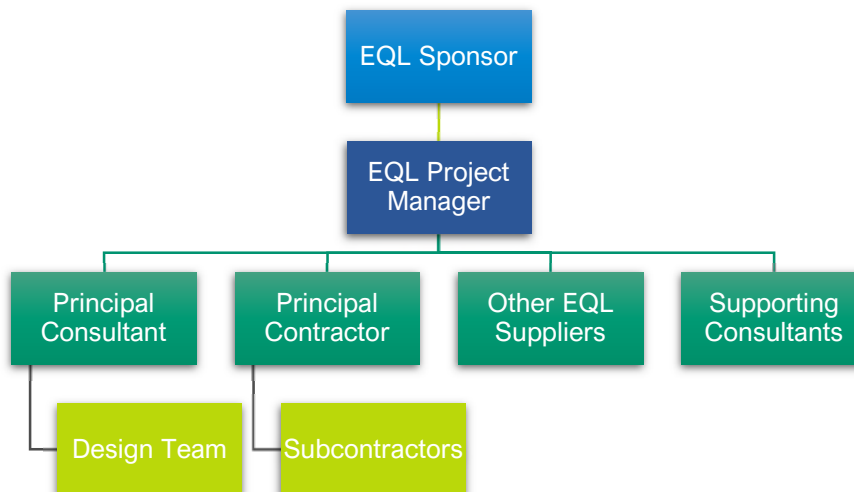 EQL Sponsor
EQL Project
Manager
Principal
Consultant
Principal
Contractor
Other EQL
Suppliers
Supporting
Consultants
Design Team
Subcontractors